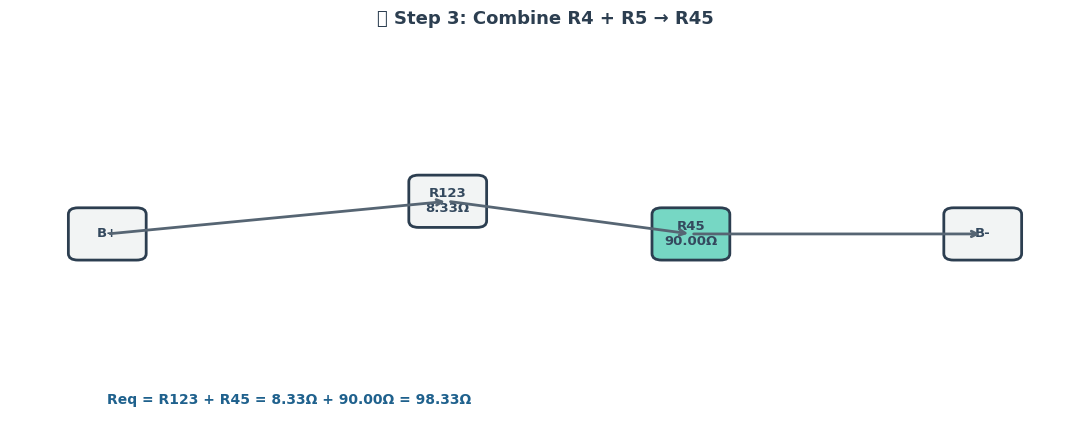 Step 3: Combine R4 + R5 → R45
R123
8.33Ω
B+
R45
90.00Ω
B-
Req = R123 + R45 = 8.33Ω + 90.00Ω = 98.33Ω